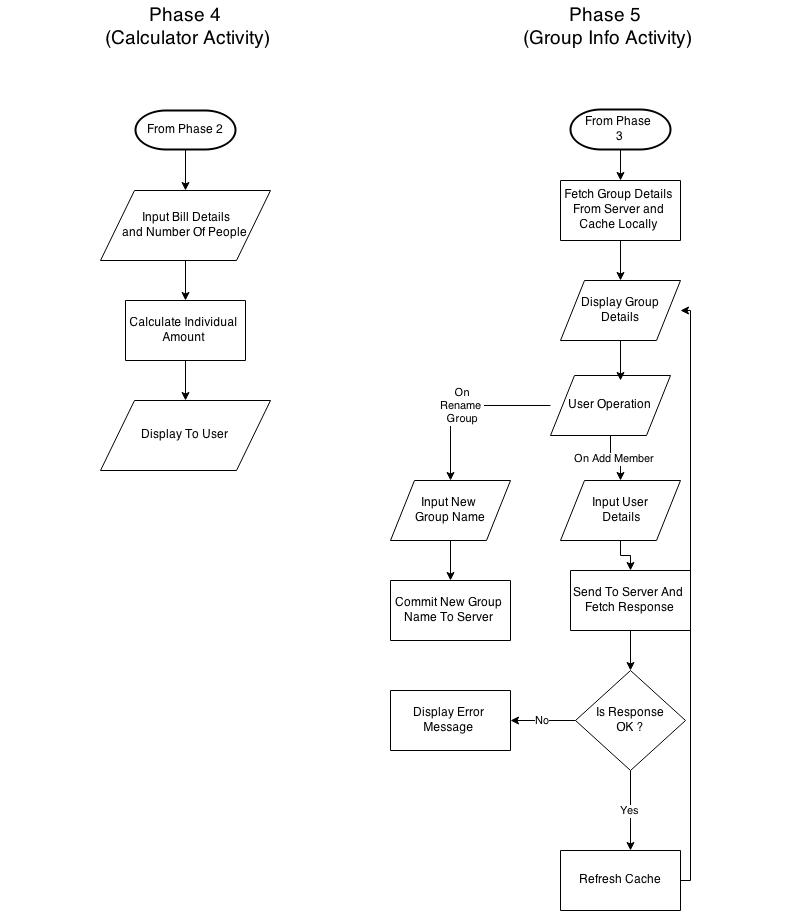 Phase 4
(Calculator Activity)
From Phase 2
Input Bill Details
and Number Of People
Calculate Individual
Amount
Display To User
Phase 5
(Group Info Activity)
From Phase
3
Fetch Group Details
From Server and
Cache Locally
Display Group
Details
User Operation
On
Rename
Group
On Add Member
Input New
Group Name
Input User
Details
Commit New Group
Name To Server
Send To Server And
Fetch Response
Display Error
Message
No
Is Response
OK ?
Yes
Refresh Cache